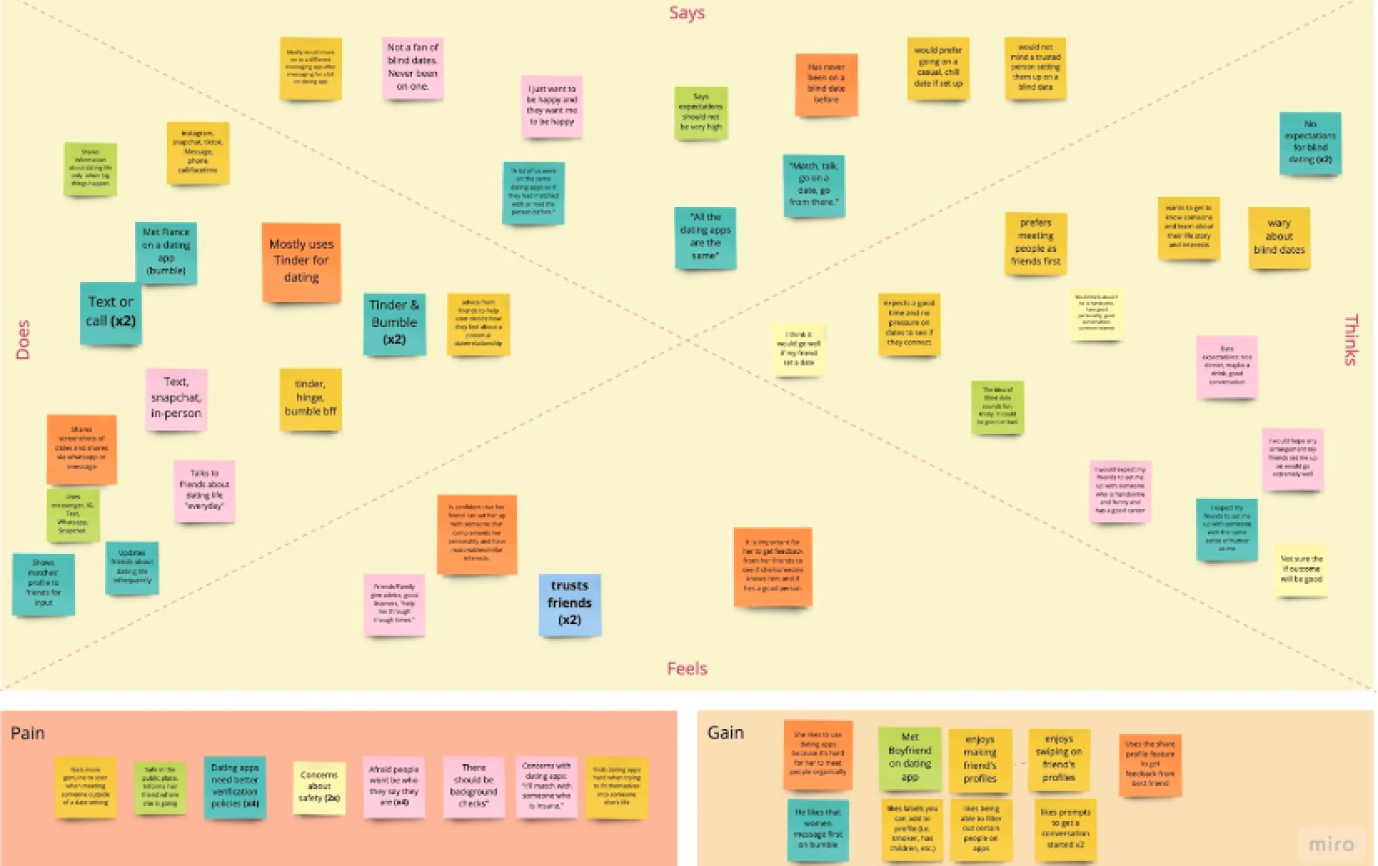 Says
Ideally would move
on to a different
messaging app after
messaging for a bit
on dating app
Not a fan of
blind dates.
Never been
on one.
I just want to
be happy and
they want me
to be happy
Says
expectations
should not
be very high
Has never
been on a
blind date
before
would prefer
going on a
casual, chill
date if set up
would not
mind a trusted
person setting
them up on a
blind date
"A lot of us were
on the same
dating apps so if
they had matched
with or met the
person before."
"Match, talk,
go on a
date, go
from there."
"All the
dating apps
are the
same"
Does
Shares
information
about dating life
only when big
things happen
Instagram,
snapchat, tiktok,
Message,
phone
call/facetime
Met fiance
on a dating
app
(bumble)
Mostly uses
Tinder for
dating
Text or
call (x2)
Tinder &
Bumble
(x2)
advice from
friends to help
user decide how
they feel about a
potential
date/relationship
Text,
snapchat,
in-person
tinder,
hinge,
bumble bff
Shares
screenshots of
dates and shares
via whatsapp or
imessage
Talks to
friends about
dating life
"everyday"
Uses
messenger, IG,
Text,
Whatsapp,
Snapchat
Shows
matches'
profile to
friends for
input
Updates
friends about
dating life
infrequently
Thinks
No
expectations
for blind
dating (x2)
prefers
meeting
people as
friends first
wants to get to
know someone
and learn about
their life story
and interests
wary
about
blind dates
I think it
would go well
if my friend
set a date
expects a good
time and no
pressure on
dates to see if
they connect
he is handsome,
have good
personality, good
conversation,
common interest
Date
expectations: nice
dinner, maybe a
drink, good
conversation
The idea of
blind date
sounds fun,
tricky, it could
be good or bad.
I would expect my
friends to set me
up with someone
who is handsome
and funny and
has a good career
I would hope any
arrangement my
friends set me up
on would go
extremely well
I expect my
friends to set me
up with someone
with the same
sense of humor
as me
Not sure the
if outcome
will be good
Feels
Is confident that her
friend can set her up
with someone that
complements her
personality and have
interests.
Friends/Family
give advice, good
listeners, "help
me through
tough times."
trusts
friends
(x2)
It is important for
her to get feedback
from her friends to
see if she/someone
knows him and if
hes a good person
Pain
feels more
genuine to user
when meeting
someone outside
of a date setting
Safe in the
public place,
informs her
friend where
she is going
Dating apps
need better
verification
policies (x4)
Concerns
about
safety (2x)
Afraid people
wont be who
they say they
are (x4)
There
should be
background
checks"
Concerns with
dating apps:
"I'll match with
someone who
is insane."
finds dating apps
hard when trying
to fit themselves
into someone
else's life
Gain
She likes to use
dating apps
because it's hard
for her to meet
people organically
Met
Boyfriend
on dating
app
enjoys
making
friend's
profiles
enjoys
swiping on
friend's
profiles
Uses the share
profile feature
to get
feedback from
best friend
He likes that
women
message first
on bumble
likes labels you
can add to
profile (i.e.
smoker, has
children, etc.)
likes being
able to filter
out certain
people on
apps
likes prompts
to get a
conversation
started x2
miro